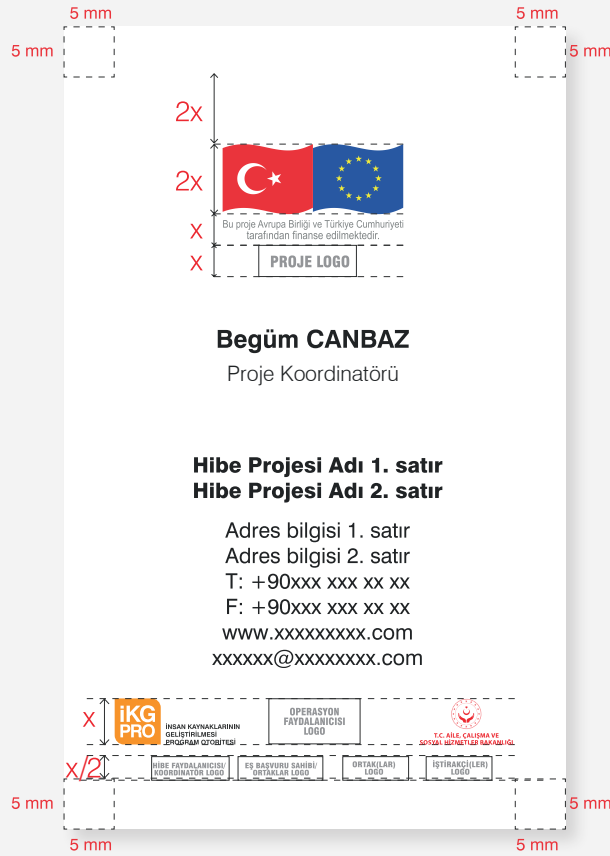 5 mm
5 mm
5 mm
5 mm
2x
2x
Bu proje Avrupa Birliği ve Türkiye Cumhuriyeti
tarafından finanse edilmektedir.
x
x
PROJE LOGO
Begüm CANBAZ
Proje Koordinatörü
Hibe Projesi Adı 1. satır
Hibe Projesi Adı 2. satır
Adres bilgisi 1. satır
Adres bilgisi 2. satır
T: +90xxx xxx xx xx
F: +90xxx xxx xx xx
www.xxxxxxxxx.com
xxxxxx@xxxxxxxx.com
x
iKG
PRO
İNSAN KAYNAKLARININ
GELİŞTİRİLMESİ
PROGRAM OTORİTESİ
OPERASYON
FAYDALANICISI
LOGO
T.C. AİLE, ÇALIŞMA VE
SOSYAL HİZMETLER BAKANLIĞI
x/2
HİBE FAYDALANICISI/
KOORDİNATÖR LOGO
EŞ BAŞVURU SAHİBİ/
ORTAKLAR LOGO
ORTAK(LAR)
LOGO
İŞTİRAKÇİ(LER)
LOGO
5 mm
5 mm
5 mm
5 mm